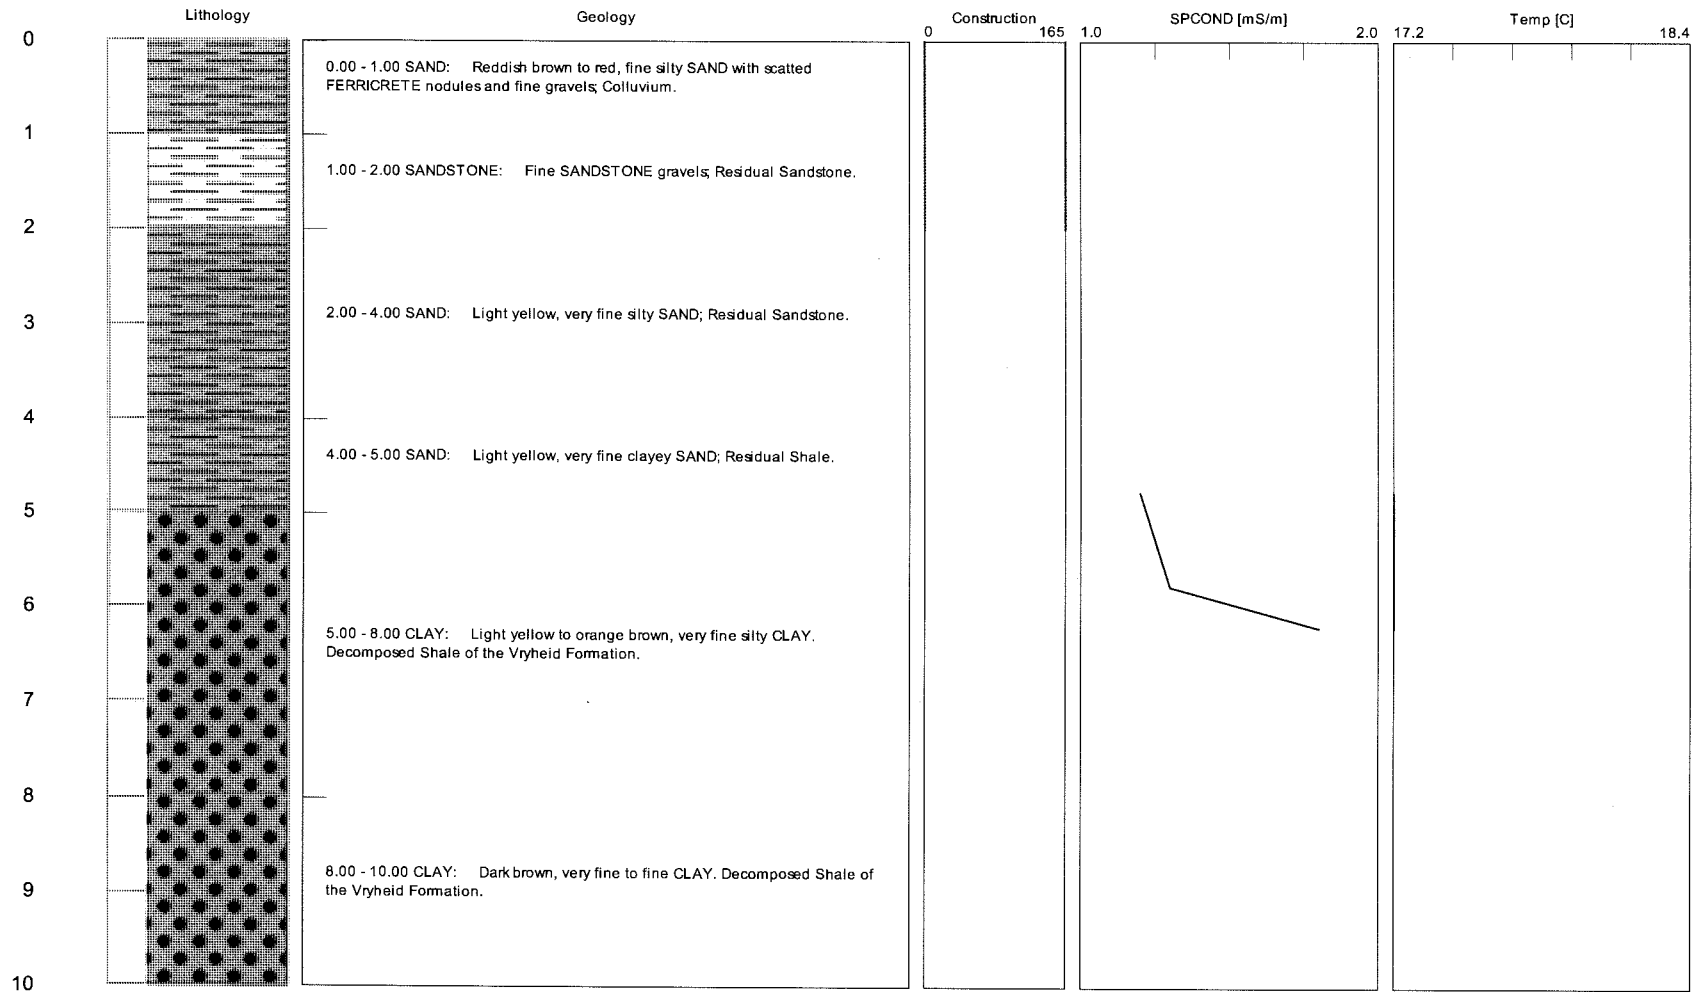 Lithology Geology Construction SPCOND [mS/m] Temp [C]
0 165 1.0 2.0 17.2 18.4
0
0.00 - 1.00 SAND: Reddish brown to red, fine silty SAND with scatted
FERRICRETE nodules and fine gravels; Colluvium.
1
1.00 - 2.00 SANDSTONE: Fine SANDSTONE gravels; Residual Sandstone.
2
2.00 - 4.00 SAND: Light yellow, very fine silty SAND; Residual Sandstone.
3
4
4.00 - 5.00 SAND: Light yellow, very fine clayey SAND; Residual Shale.
5
6
5.00 - 8.00 CLAY: Light yellow to orange brown, very fine silty CLAY.
Decomposed Shale of the Vryheid Formation.
7
8
8.00 - 10.00 CLAY: Dark brown, very fine to fine CLAY. Decomposed Shale of
the Vryheid Formation.
9
10